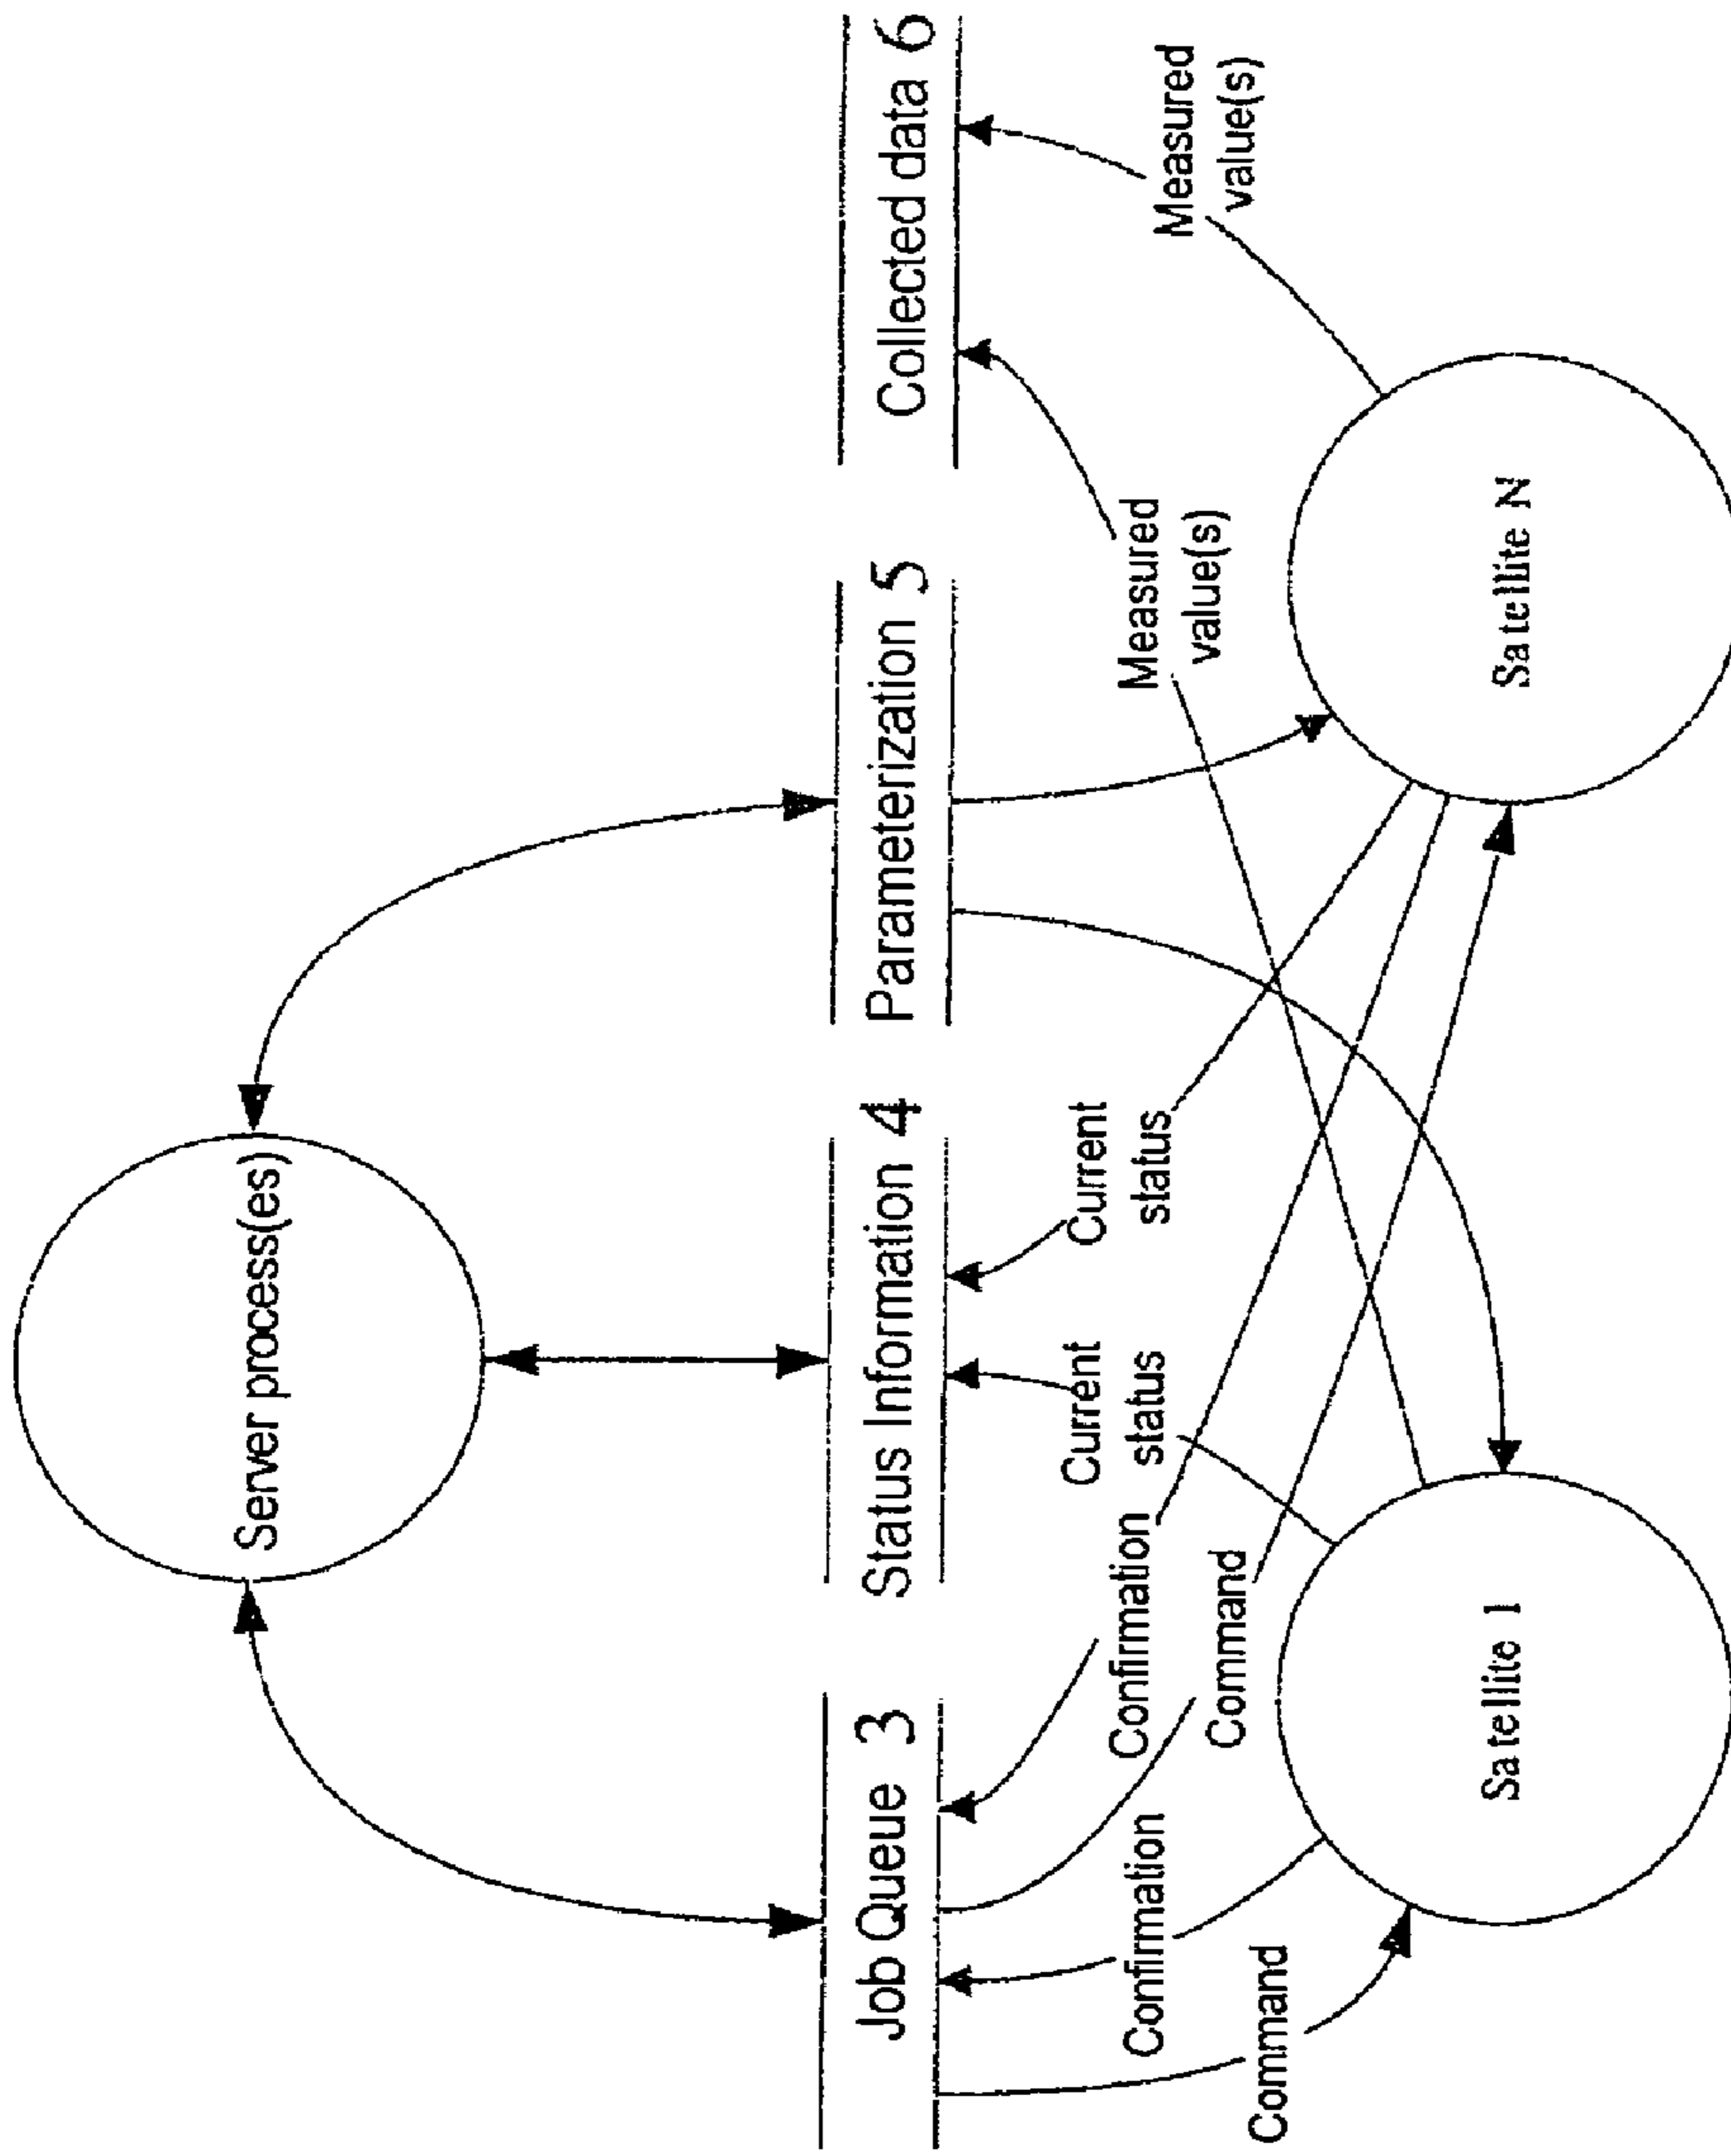 Server process(es)
Job Queue 3
Status Information 4
Parameterization 5
Collected data 6
Command
Confirmation
Confirmation
Command
Current
status
Current
status
Measured
value(s)
Measured
value(s)
Satellite 1
Satellite N